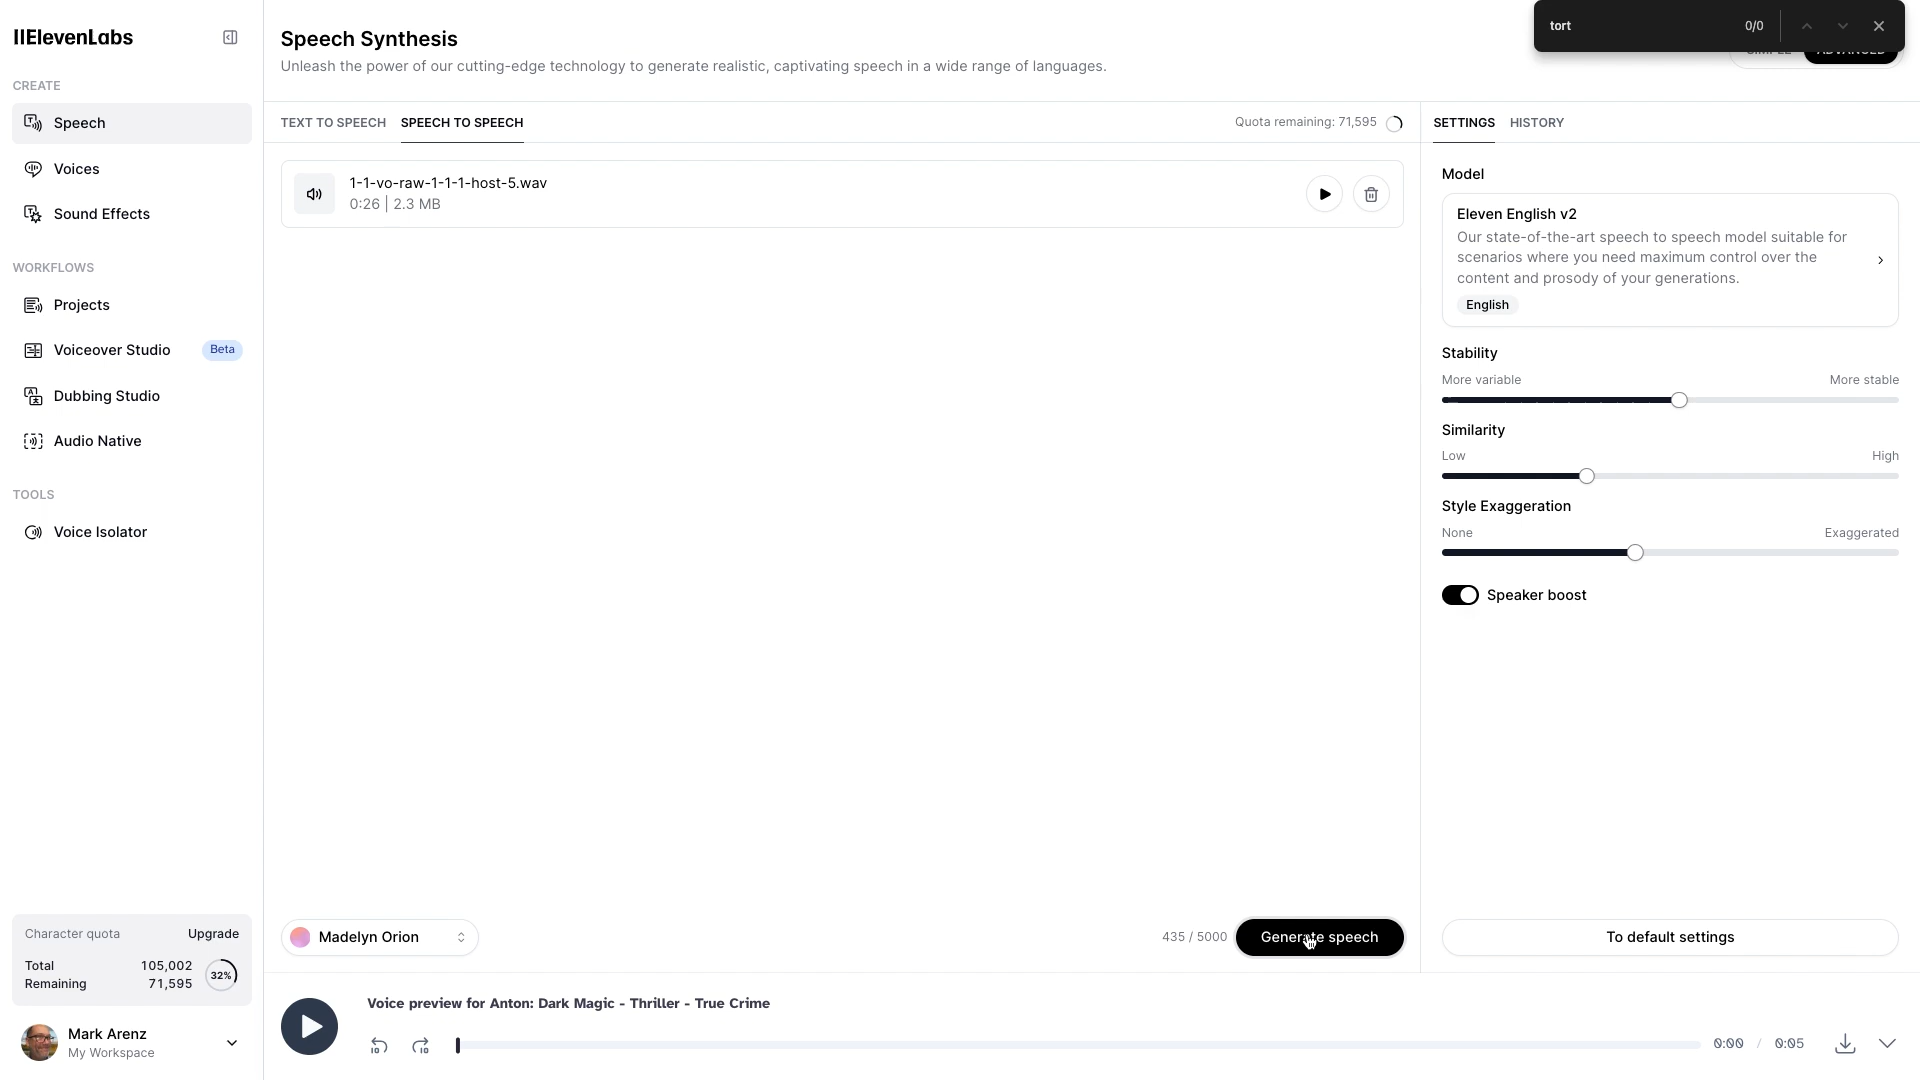 IIElevenLabs
CREATE
Speech
Voices
Sound Effects
WORKFLOWS
Projects
Voiceover Studio
Beta
Dubbing Studio
Audio Native
TOOLS
Voice Isolator
Character quota
Upgrade
Total 105,002
Remaining 71,595
32%
Mark Arenz
My Workspace
Speech Synthesis
Unleash the power of our cutting-edge technology to generate realistic, captivating speech in a wide range of languages.
tort
0/0
TEXT TO SPEECH
SPEECH TO SPEECH
Quota remaining: 71,595
1-1-vo-raw-1-1-1-host-5.wav
0:26 | 2.3 MB
Madelyn Orion
435 / 5000
Generate speech
SETTINGS
HISTORY
Model
Eleven English v2
Our state-of-the-art speech to speech model suitable for
scenarios where you need maximum control over the
content and prosody of your generations.
English
Stability
More variable
More stable
Similarity
Low
High
Style Exaggeration
None
Exaggerated
Speaker boost
To default settings
Voice preview for Anton: Dark Magic - Thriller - True Crime
10
10
0:00 / 0:05